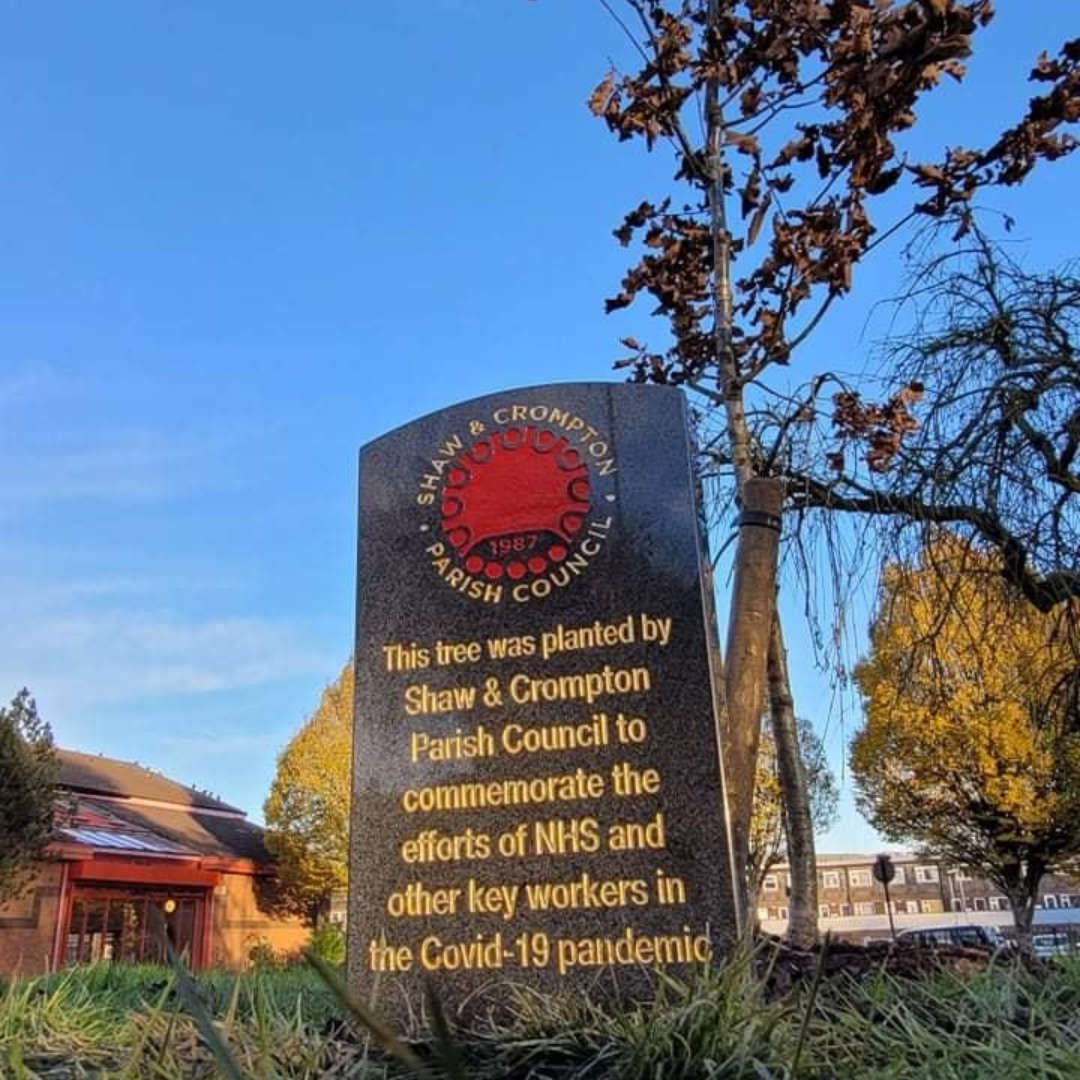 SHAW & CROMPTON
1987
PARISH COUNCIL
This tree was planted by
Shaw & Crompton
Parish Council to
commemorate the
efforts of NHS and
other key workers in
the Covid-19 pandemic